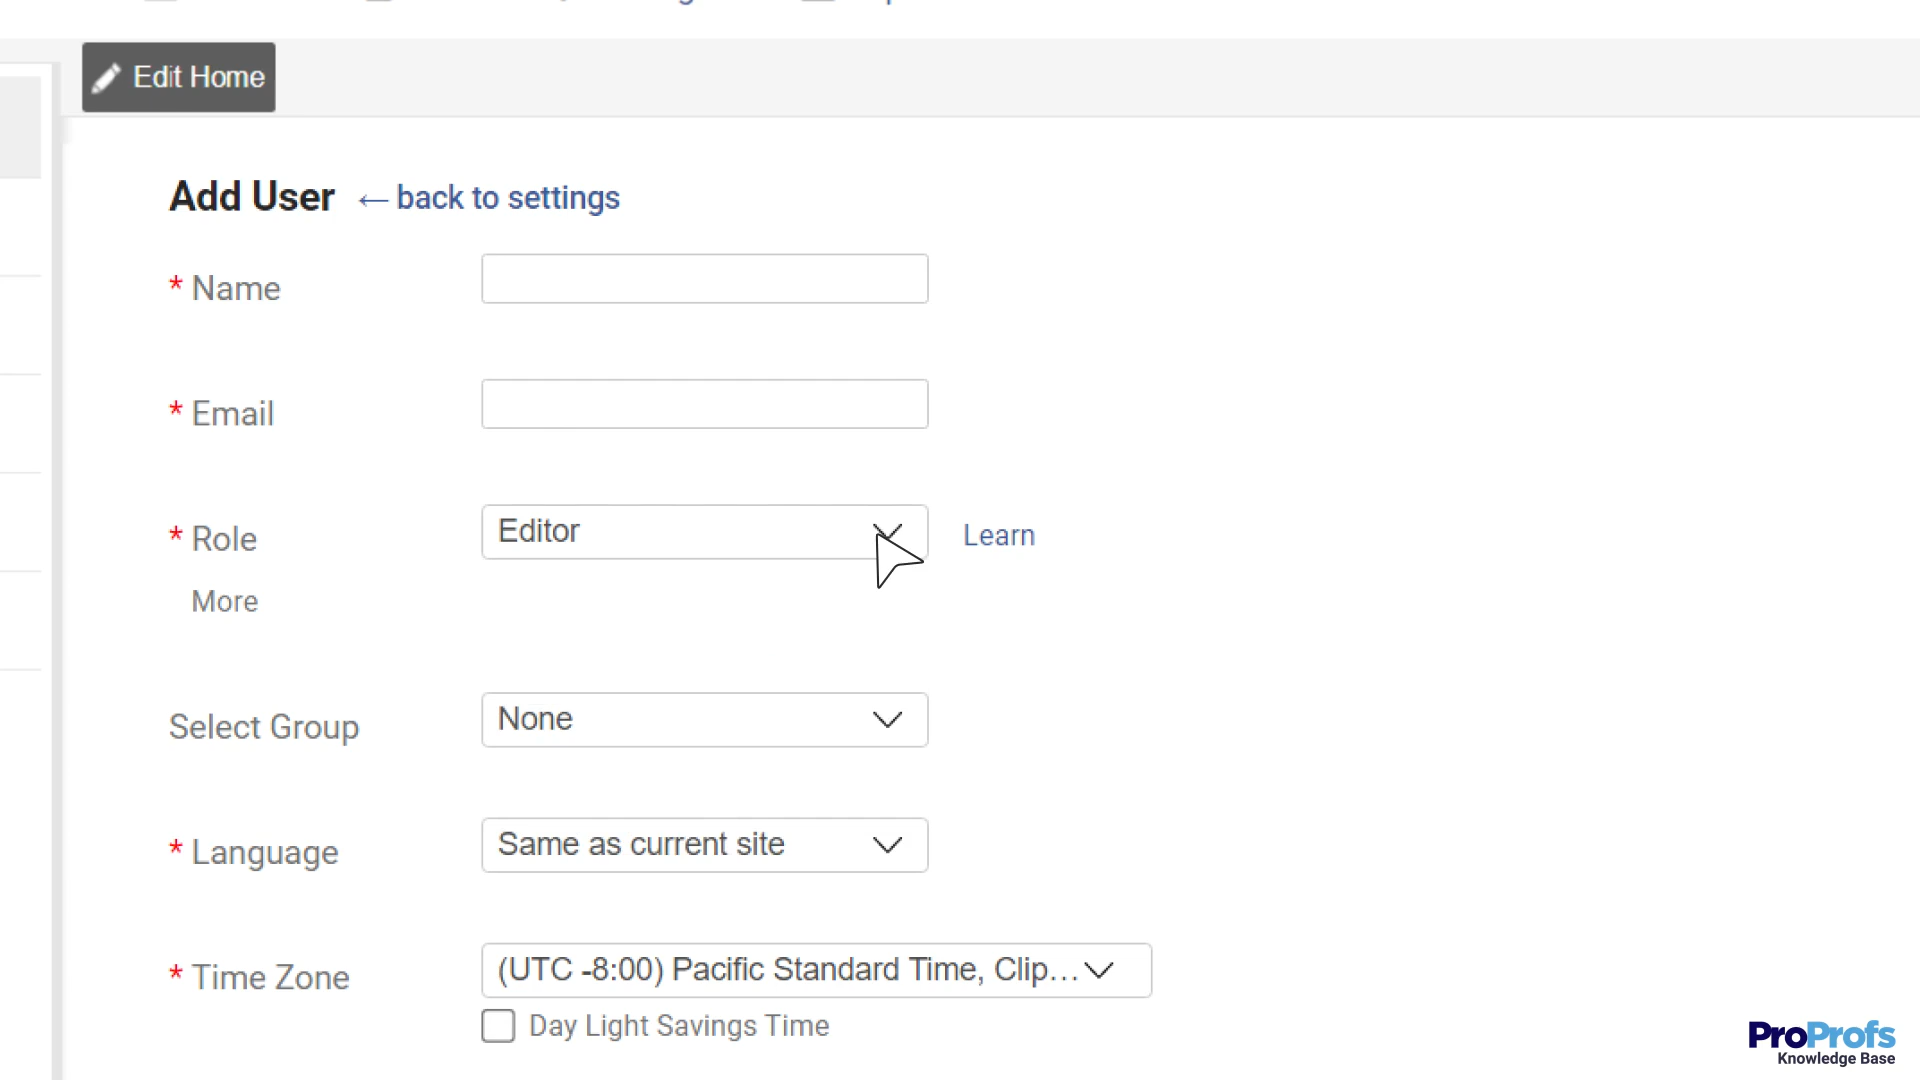 Edit Home
Add User ← back to settings
* Name
* Email
* Role Editor Learn
More
Select Group None
* Language Same as current site
* Time Zone (UTC -8:00) Pacific Standard Time, Clip...
Day Light Savings Time
ProProfs
Knowledge Base